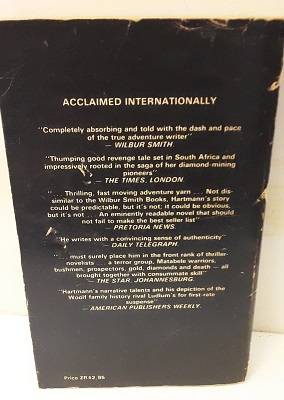 ACCLAIMED INTERNATIONALLY
"Completely absorbing and told with the dash and pace
of the true adventure writer"
— WILBUR SMITH.
"Thumping good revenge tale set in South Africa and
impressively rooted in the saga of her diamond-mining
pioneers"
— THE TIMES, LONDON.
". . . Thrilling, fast moving adventure yarn . . . Not dis-
similar to the Wilbur Smith Books, Hartmann's story
could be predictable, but it's not; it could be obvious,
but it's not . . . An eminently readable novel that should
not fail to make the best seller list"
— PRETORIA NEWS.
"He writes with a convincing sense of authenticity"
— DAILY TELEGRAPH.
". . . must surely place him in the front rank of thriller-
novelists . . . a terror group, Matabele warriors,
bushmen, prospectors, gold, diamonds and death — all
brought together with consummate skill"
— THE STAR, JOHANNESBURG.
"Hartmann's narrative talents and his depiction of the
Woolf family history rival Ludlum's for first-rate
suspense"
— AMERICAN PUBLISHERS WEEKLY.
Price ZR$2,95